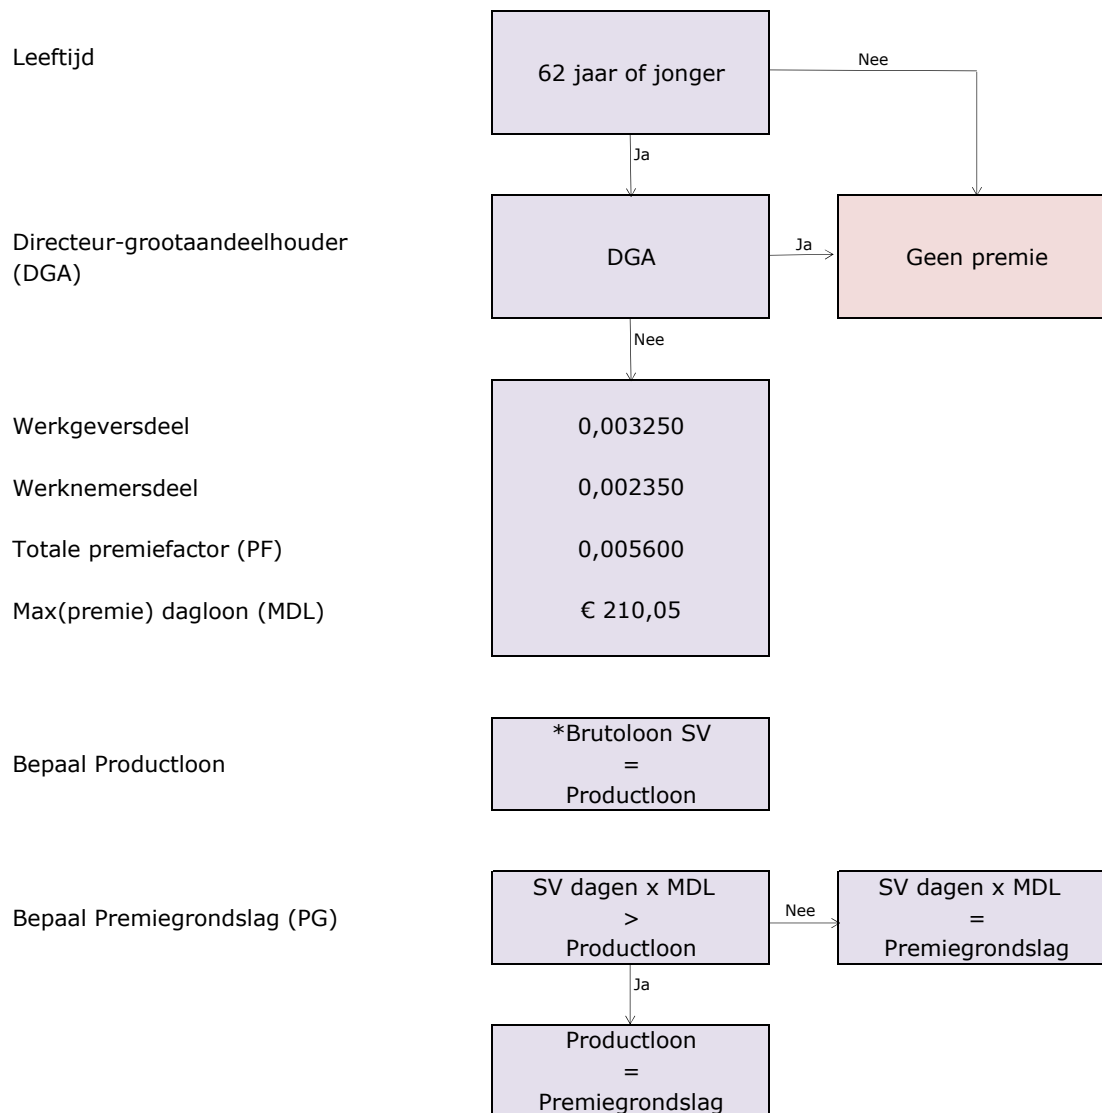 Leeftijd
62 jaar of jonger
Nee
Ja
Directeur-grootaandeelhouder
(DGA)
DGA
Ja
Geen premie
Nee
Werkgeversdeel
0,003250
Werknemersdeel
0,002350
Totale premiefactor (PF)
0,005600
Max(premie) dagloon (MDL)
€ 210,05
Bepaal Productloon
*Brutoloon SV
=
Productloon
Bepaal Premiegrondslag (PG)
SV dagen x MDL
>
Productloon
Nee
SV dagen x MDL
=
Premiegrondslag
Ja
Productloon
=
Premiegrondslag